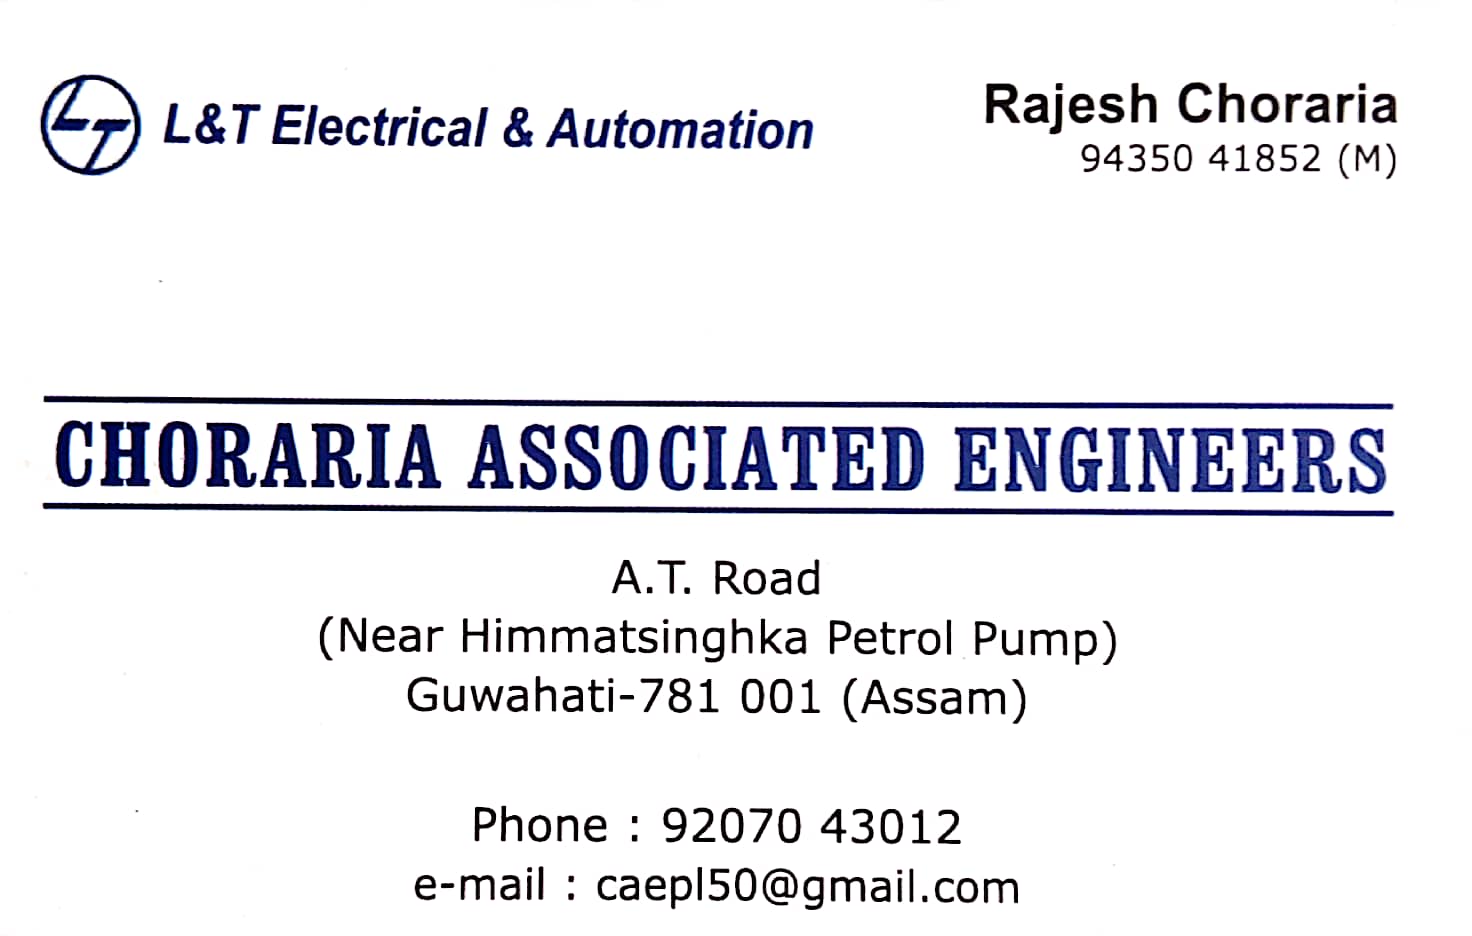 LT L&T Electrical & Automation
Rajesh Choraria
94350 41852 (M)
CHORARIA ASSOCIATED ENGINEERS
A.T. Road
(Near Himmatsinghka Petrol Pump)
Guwahati-781 001 (Assam)
Phone : 92070 43012
e-mail : caepl50@gmail.com